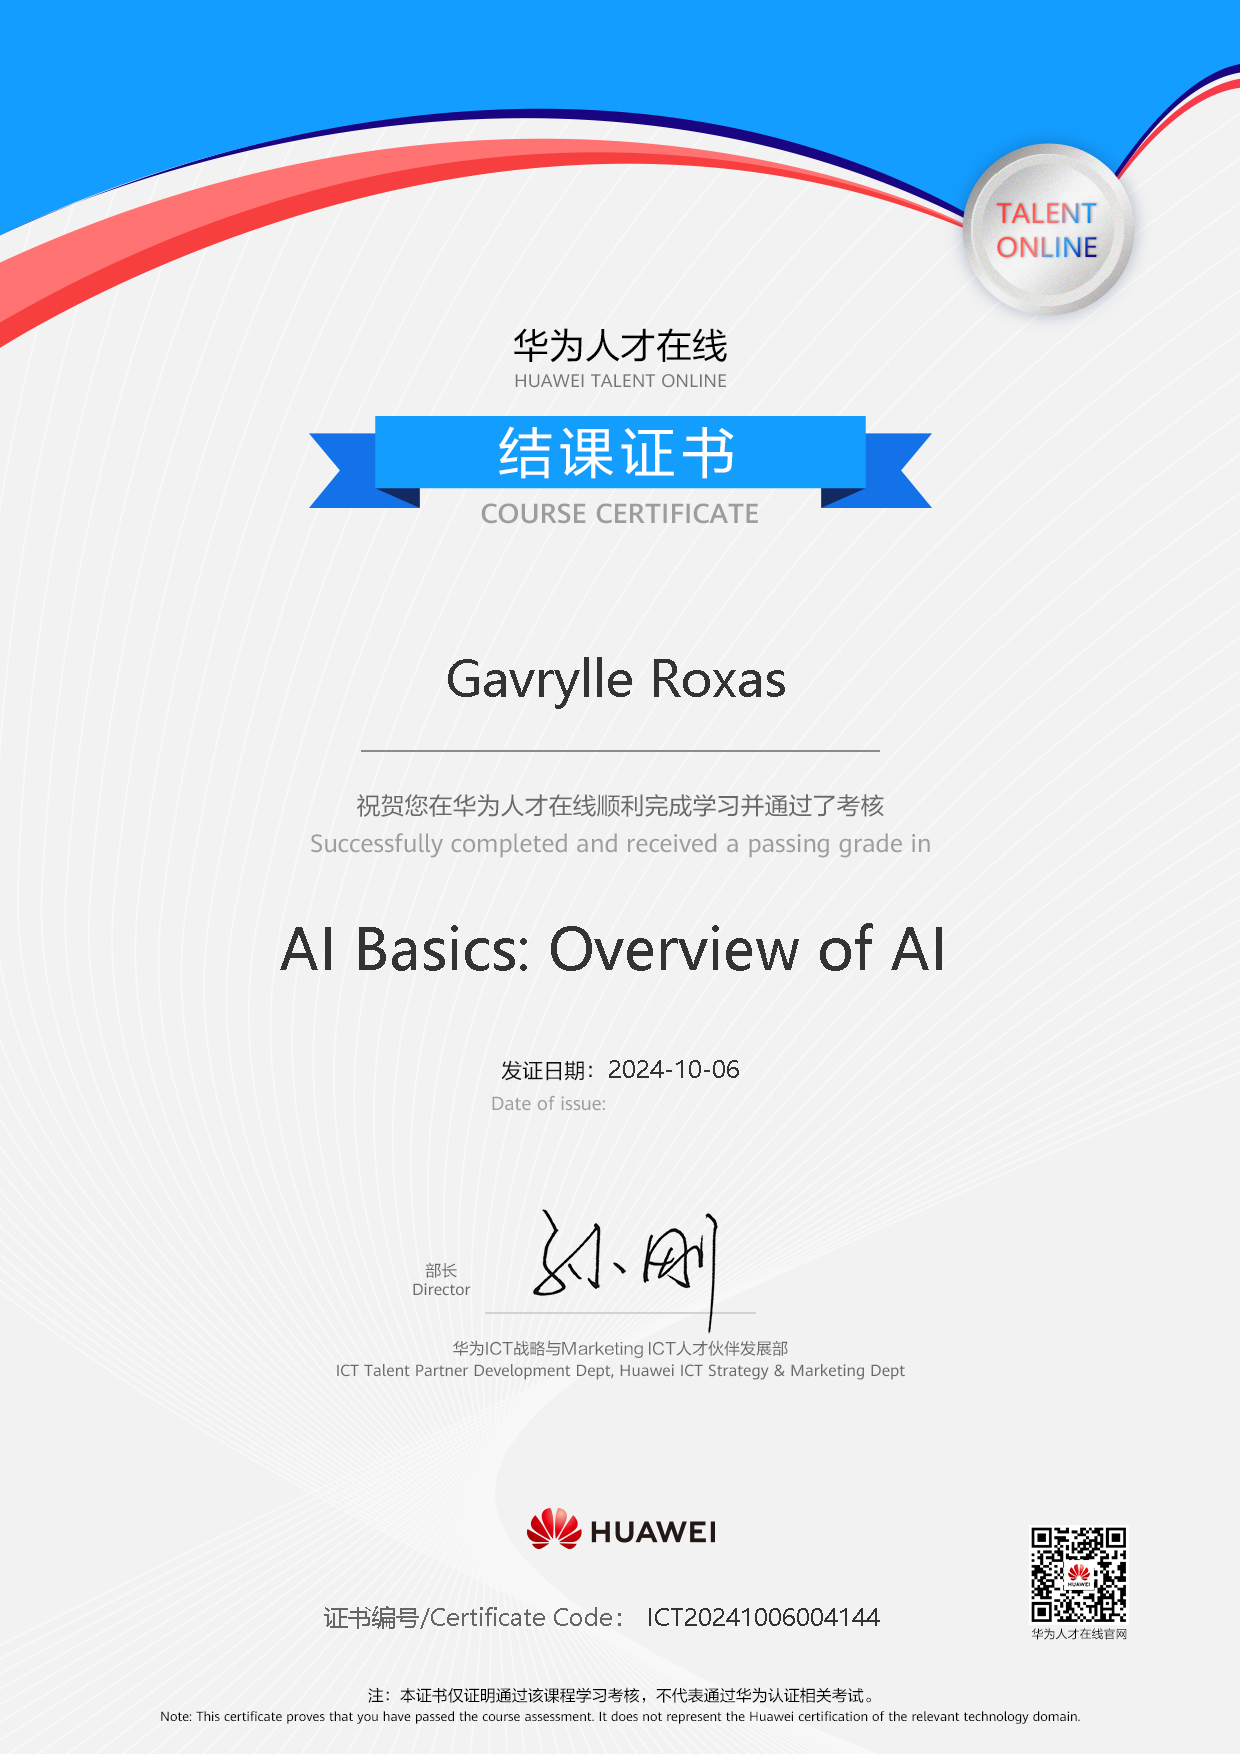 TALENT
ONLINE
华为人才在线
HUAWEI TALENT ONLINE
结课证书
COURSE CERTIFICATE
Gavrylle Roxas
祝贺您在华为人才在线顺利完成学习并通过了考核
Successfully completed and received a passing grade in
AI Basics: Overview of AI
发证日期：2024-10-06
Date of issue:
孙刚
部长
Director
华为ICT战略与Marketing ICT人才伙伴发展部
ICT Talent Partner Development Dept, Huawei ICT Strategy & Marketing Dept
HUAWEI
HUAWEI
证书编号/Certificate Code： ICT20241006004144
华为人才在线官网
注：本证书仅证明通过该课程学习考核，不代表通过华为认证相关考试。
Note: This certificate proves that you have passed the course assessment. It does not represent the Huawei certification of the relevant technology domain.